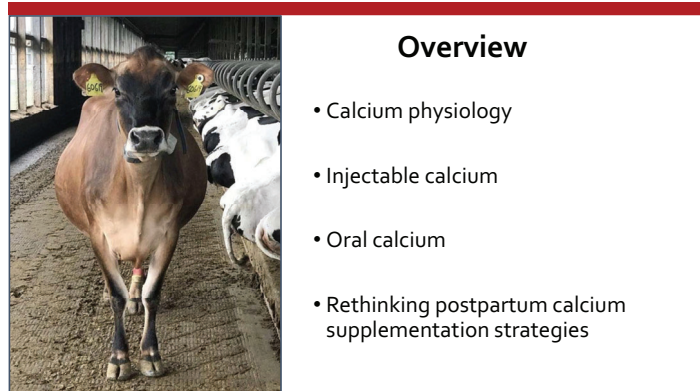 Overview
• Calcium physiology
• Injectable calcium
• Oral calcium
• Rethinking postpartum calcium
supplementation strategies